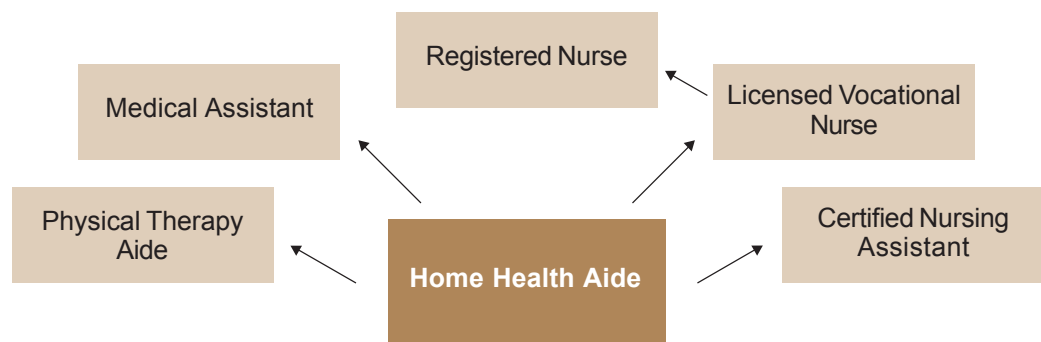 Registered Nurse
Medical Assistant
Licensed Vocational
Nurse
Physical Therapy
Aide
Certified Nursing
Assistant
Home Health Aide